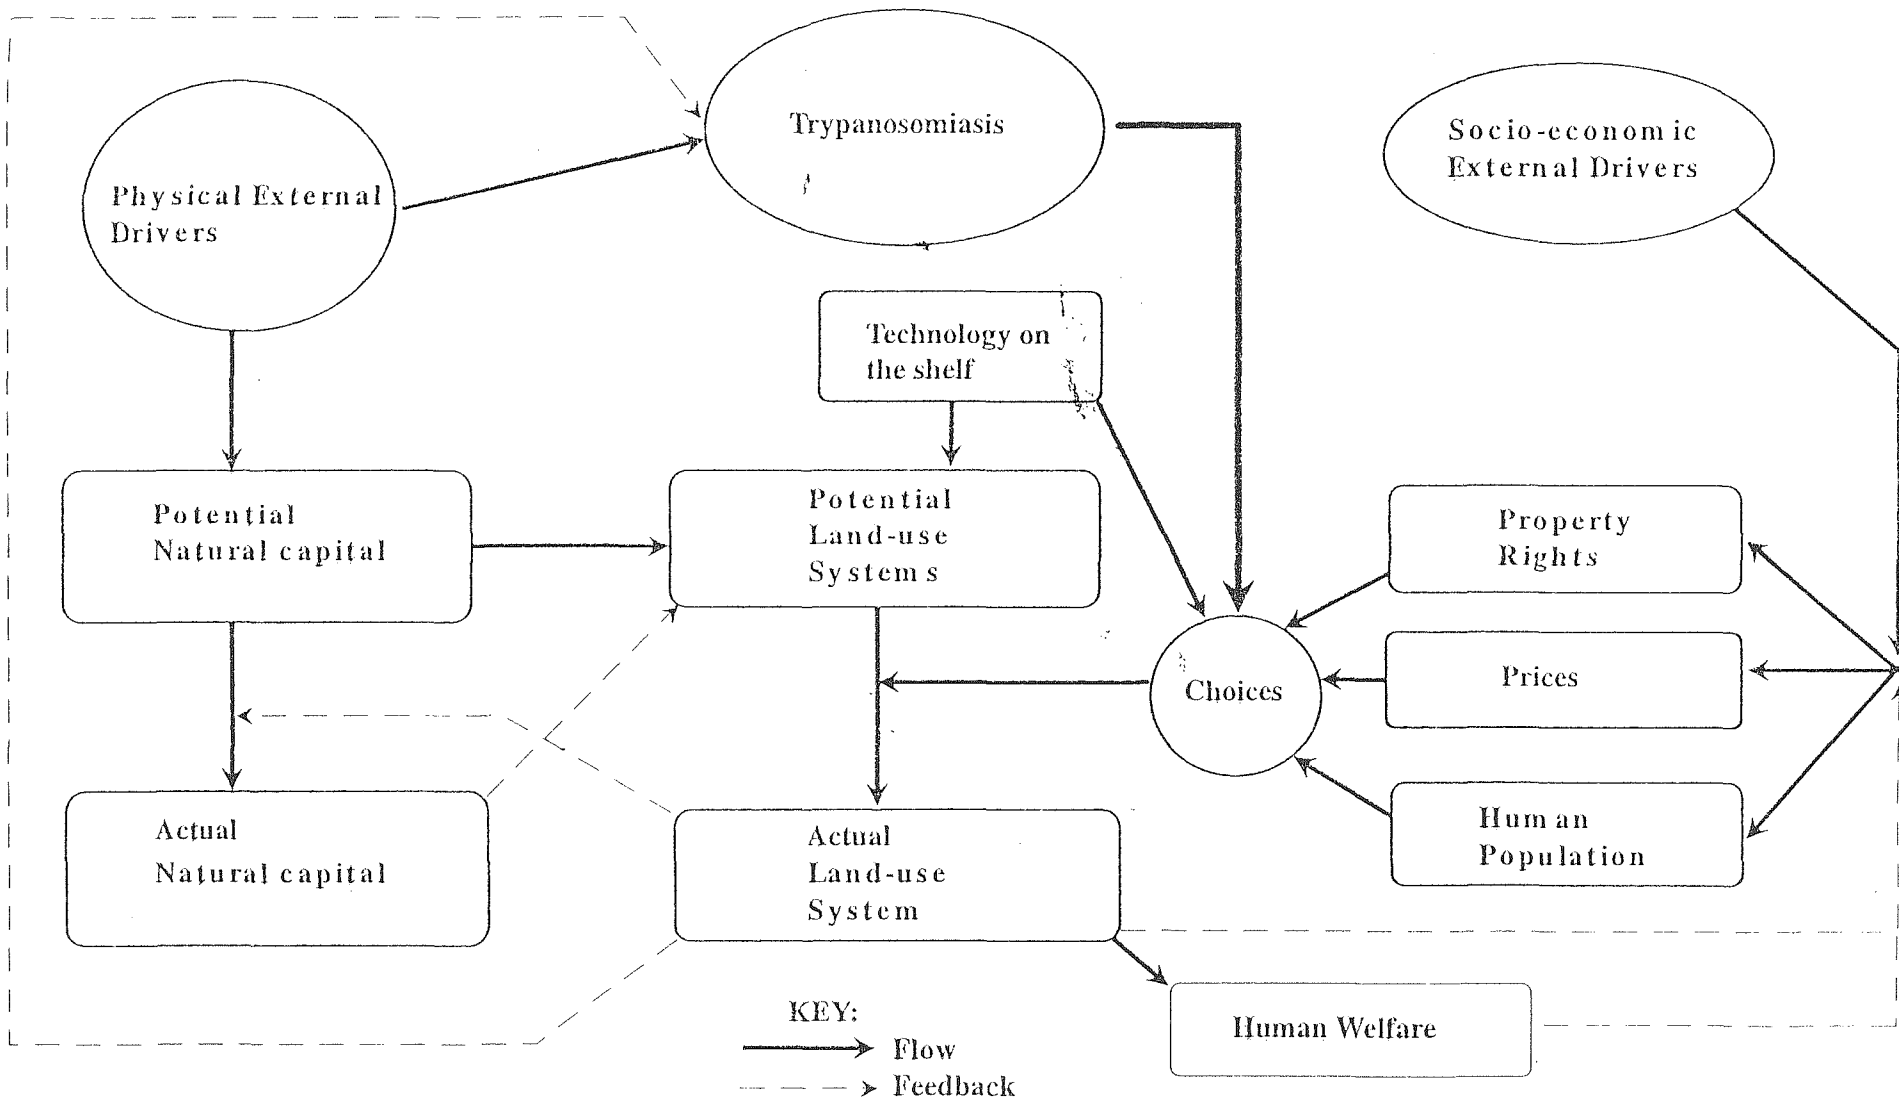 Trypanosomiasis
Socio-economic
External Drivers
Physical External
Drivers
Technology on
the shelf
Potential
Natural capital
Potential
Land-use
Systems
Property
Rights
Prices
Choices
Actual
Natural capital
Actual
Land-use
System
Human
Population
Human Welfare
KEY:
Flow
Feedback